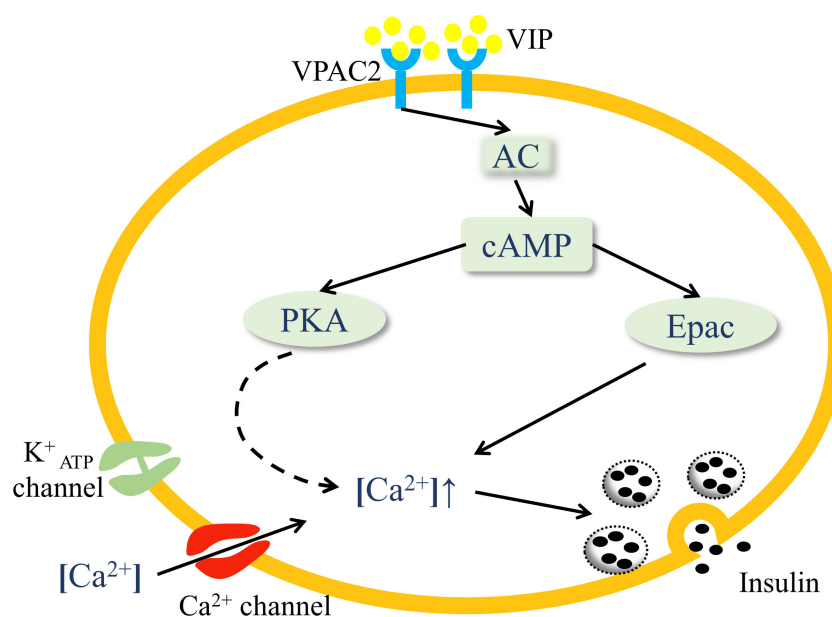 VIP
VPAC2
AC
cAMP
PKA
Epac
K⁺ ATP
channel
[Ca²⁺]↑
[Ca²⁺]
Ca²⁺ channel
Insulin